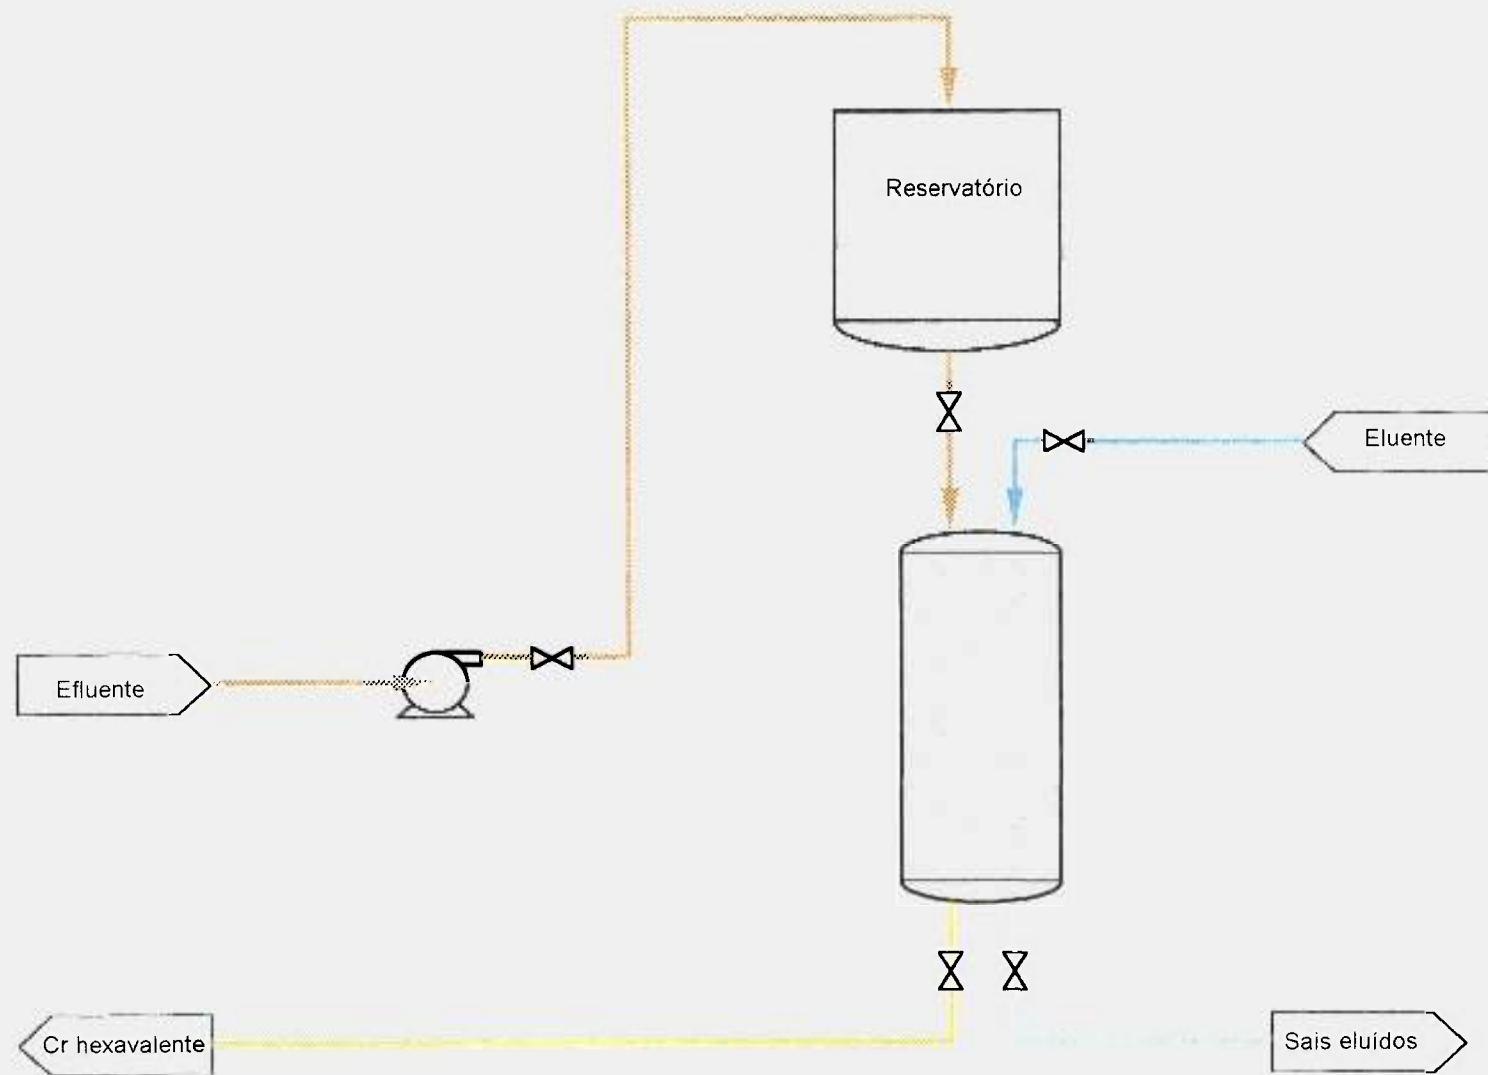 Reservatório
Eluente
Efluente
Cr hexavalente
Sais eluídos